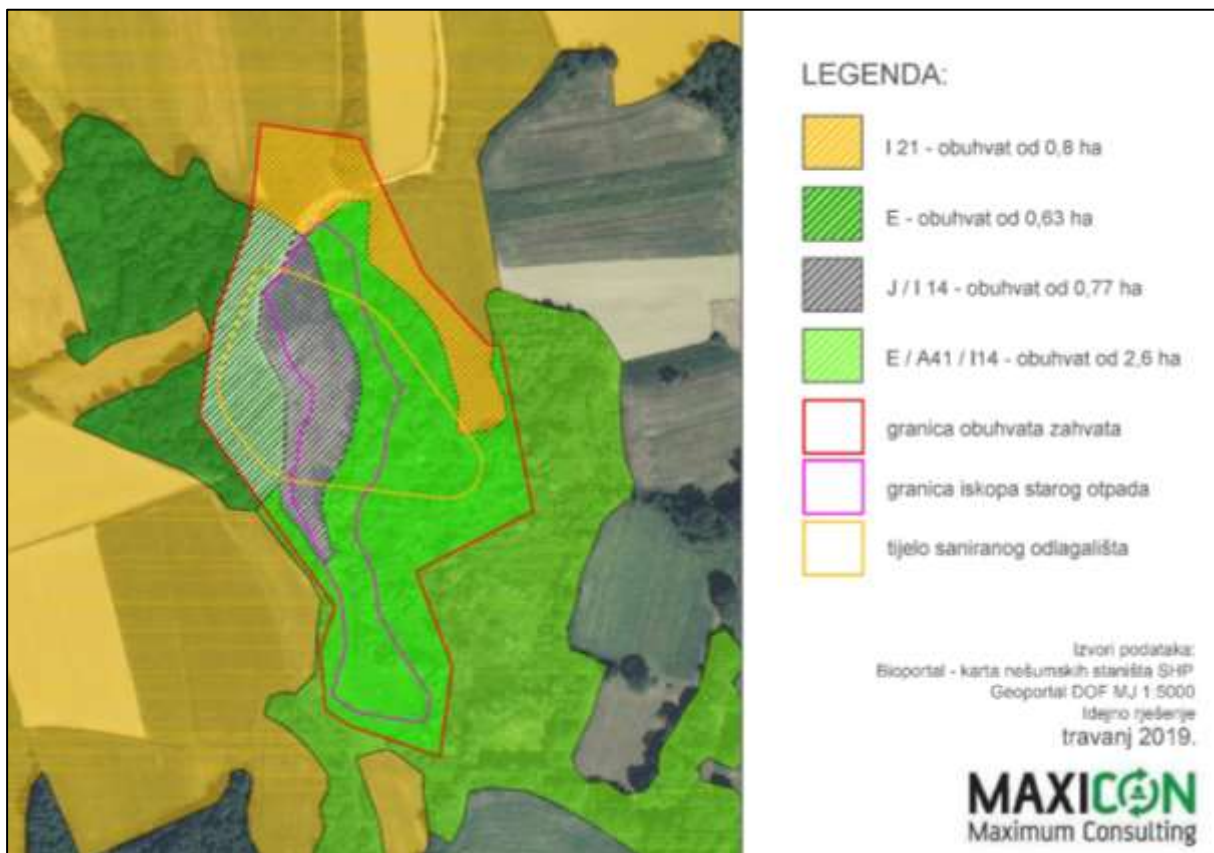 LEGENDA:
I 21 - obuhvat od 0,8 ha
E - obuhvat od 0,63 ha
J / I 14 - obuhvat od 0,77 ha
E / A41 / I14 - obuhvat od 2,6 ha
granica obuhvata zahvata
granica iskopa starog otpada
tijelo saniranog odlagališta
Izvori podataka:
Bioportal - karta nešumskih staništa SHP
Geoportal DOF MJ 1:5000
Idejno rješenje
travanj 2019.
MAXICON
Maximum Consulting